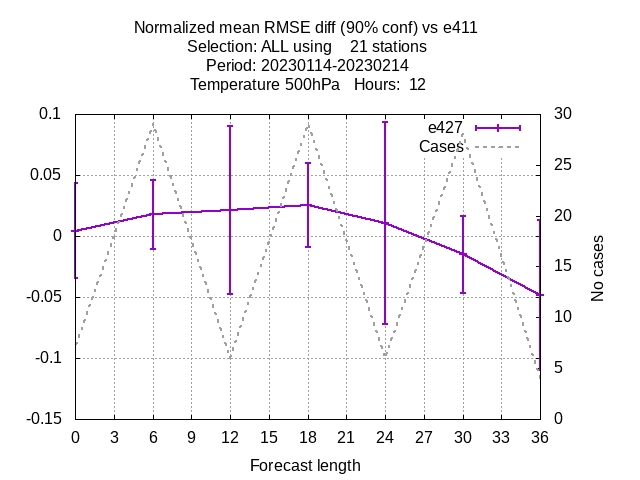 Normalized mean RMSE diff (90% conf) vs e411
Selection: ALL using    21 stations
Period: 20230114-20230214
Temperature 500hPa   Hours:  12
e427
Cases
0.1
0.05
0
-0.05
-0.1
-0.15
30
25
20
15
10
5
0
No cases
0 3 6 9 12 15 18 21 24 27 30 33 36
Forecast length